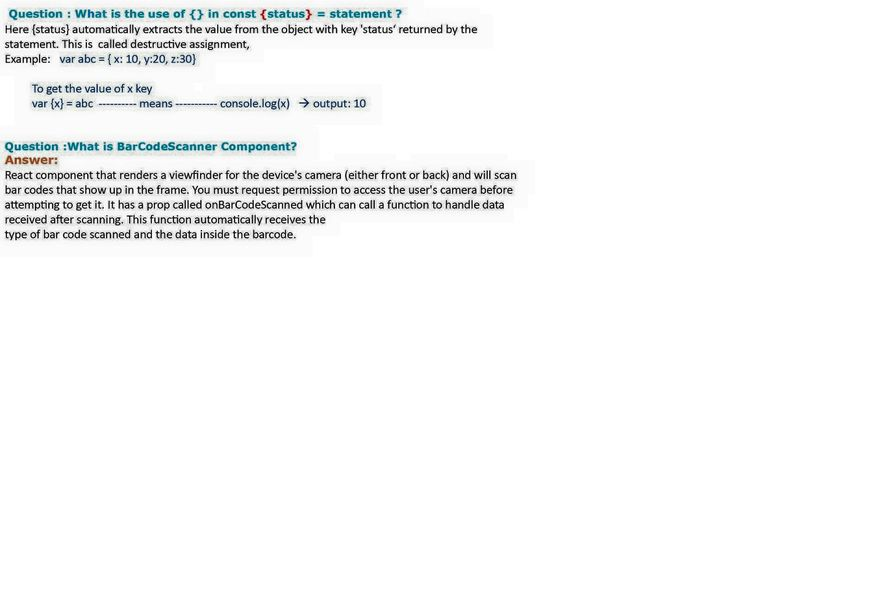 Question : What is the use of {} in const {status} = statement ?
Here {status} automatically extracts the value from the object with key 'status' returned by the
statement. This is called destructive assignment,
Example: var abc = { x: 10, y:20, z:30}
To get the value of x key
var {x} = abc ---------- means ----------- console.log(x) → output: 10
Question :What is BarCodeScanner Component?
Answer:
React component that renders a viewfinder for the device's camera (either front or back) and will scan
bar codes that show up in the frame. You must request permission to access the user's camera before
attempting to get it. It has a prop called onBarCodeScanned which can call a function to handle data
received after scanning. This function automatically receives the
type of bar code scanned and the data inside the barcode.